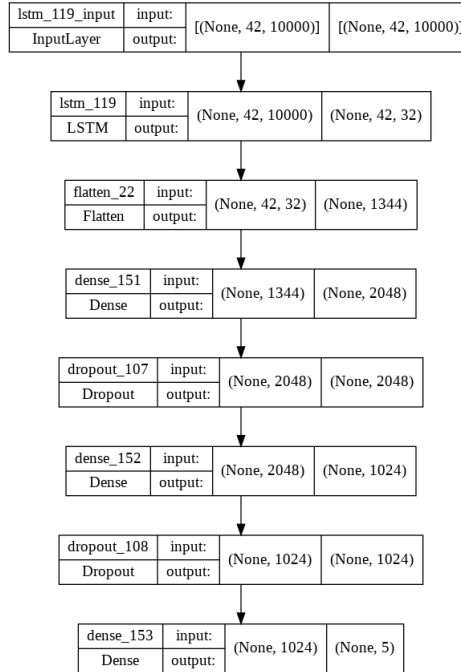 lstm_119_input input: [(None, 42, 10000)] [(None, 42, 10000)]
InputLayer output:
lstm_119 input: (None, 42, 10000) (None, 42, 32)
LSTM output:
flatten_22 input: (None, 42, 32) (None, 1344)
Flatten output:
dense_151 input: (None, 1344) (None, 2048)
Dense output:
dropout_107 input: (None, 2048) (None, 2048)
Dropout output:
dense_152 input: (None, 2048) (None, 1024)
Dense output:
dropout_108 input: (None, 1024) (None, 1024)
Dropout output:
dense_153 input: (None, 1024) (None, 5)
Dense output: